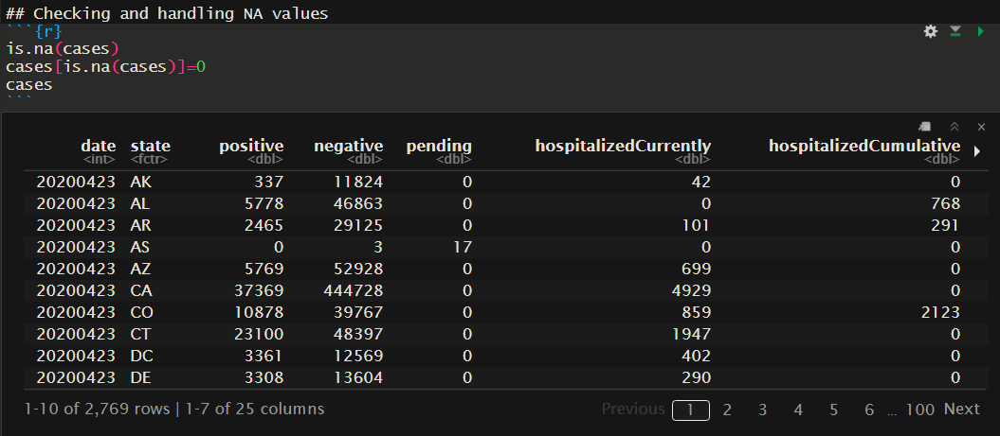 ## Checking and handling NA values
```{r}
is.na(cases)
cases[is.na(cases)]=0
cases
```
date state positive negative pending hospitalizedCurrently hospitalizedCumulative
<int> <fctr> <dbl> <dbl> <dbl> <dbl> <dbl>
20200423 AK 337 11824 0 42 0
20200423 AL 5778 46863 0 0 768
20200423 AR 2465 29125 0 101 291
20200423 AS 0 3 17 0 0
20200423 AZ 5769 52928 0 699 0
20200423 CA 37369 444728 0 4929 0
20200423 CO 10878 39767 0 859 2123
20200423 CT 23100 48397 0 1947 0
20200423 DC 3361 12569 0 402 0
20200423 DE 3308 13604 0 290 0
1-10 of 2,769 rows | 1-7 of 25 columns Previous 1 2 3 4 5 6 ... 100 Next